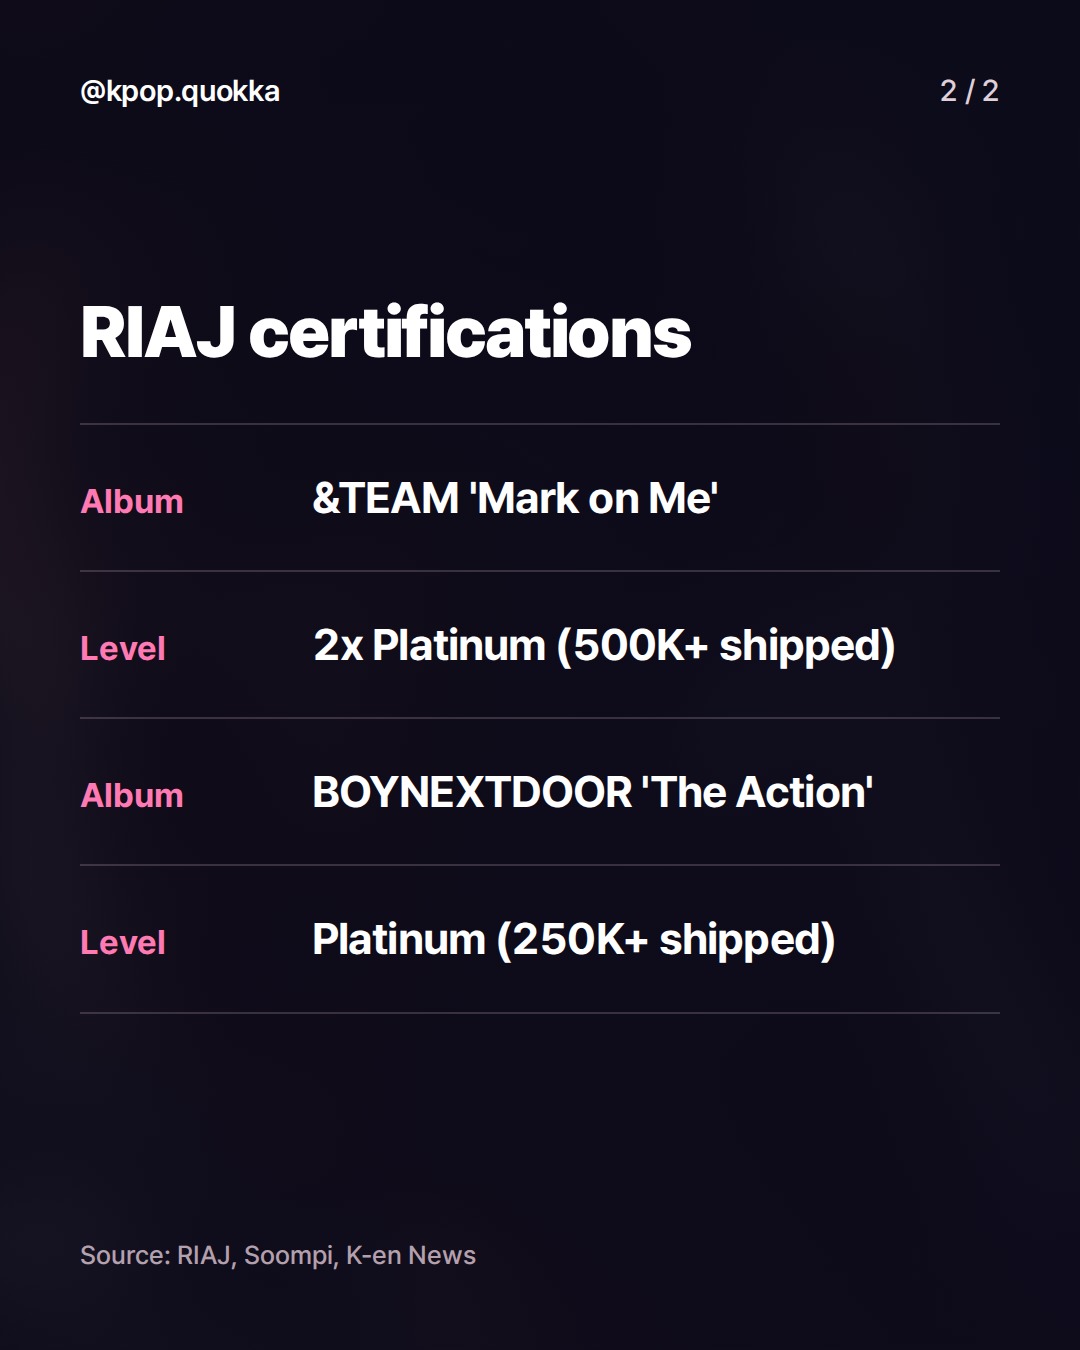 @kpop.quokka
2 / 2
RIAJ certifications
Album
&TEAM 'Mark on Me'
Level
2x Platinum (500K+ shipped)
Album
BOYNEXTDOOR 'The Action'
Level
Platinum (250K+ shipped)
Source: RIAJ, Soompi, K-en News